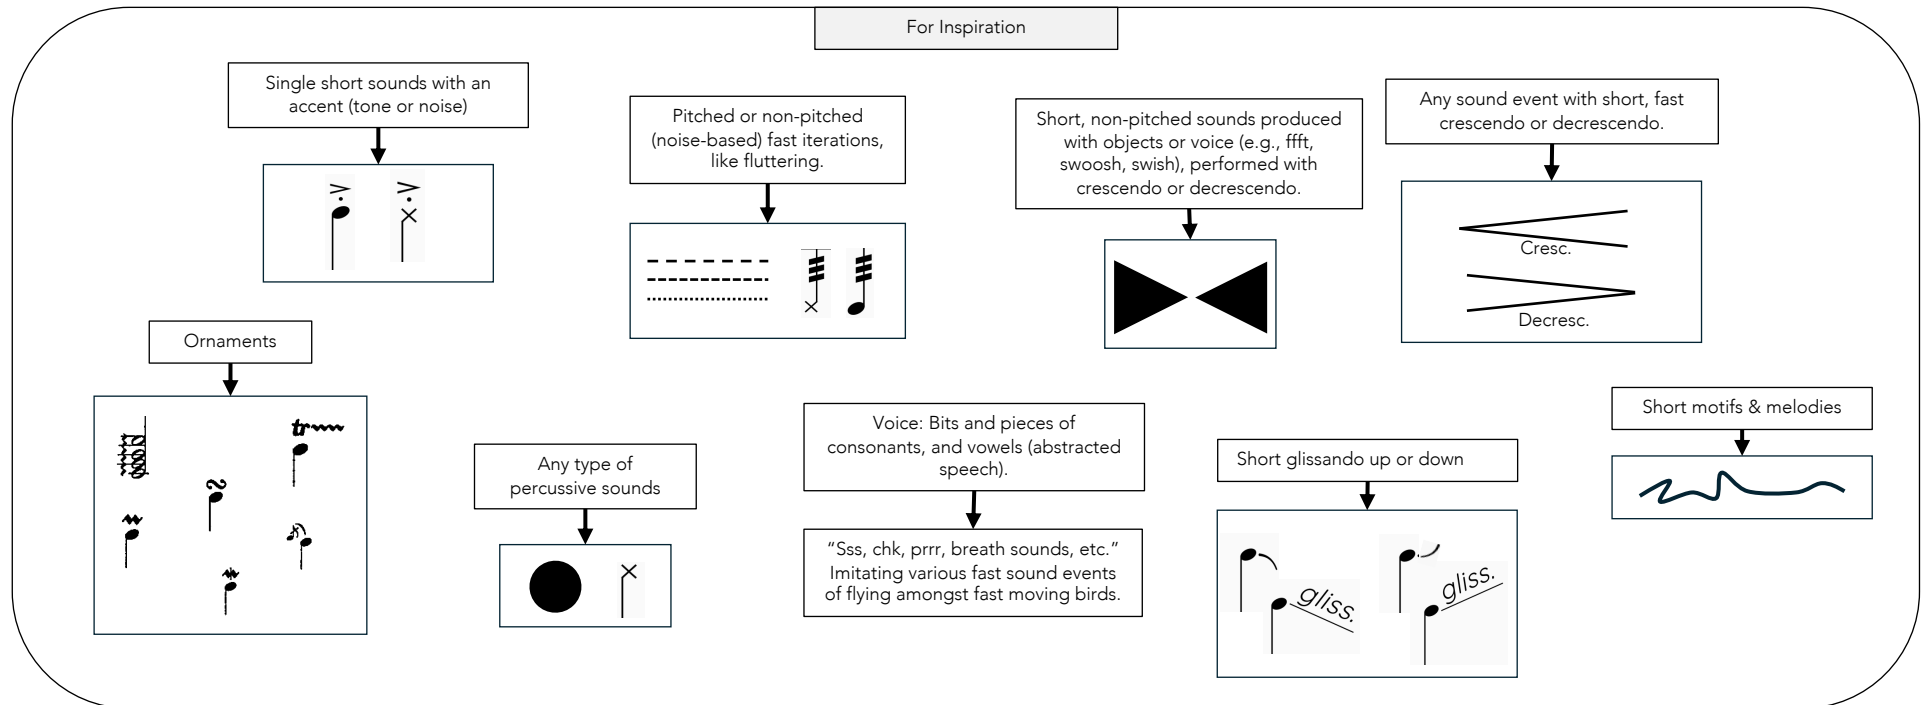 For Inspiration
Single short sounds with an
accent (tone or noise)
Pitched or non-pitched
(noise-based) fast iterations,
like fluttering.
Short, non-pitched sounds produced
with objects or voice (e.g., ffft,
swoosh, swish), performed with
crescendo or decrescendo.
Any sound event with short, fast
crescendo or decrescendo.
Cresc.
Decresc.
Ornaments
tr
Any type of
percussive sounds
Voice: Bits and pieces of
consonants, and vowels (abstracted
speech).
“Sss, chk, prrr, breath sounds, etc.”
Imitating various fast sound events
of flying amongst fast moving birds.
Short glissando up or down
gliss.
gliss.
Short motifs & melodies